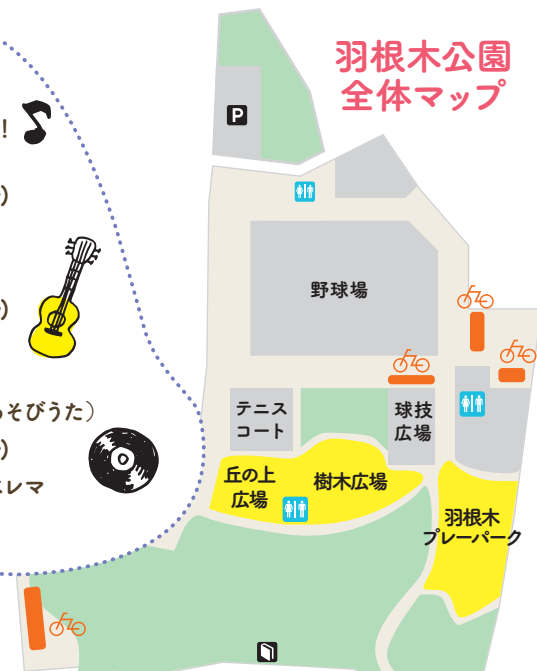 羽根木公園
全体マップ
P
！
）
野球場
）
テニス
コート
球技
広場
そびうた）
）
エレマ
丘の上
広場
樹木広場
羽根木
プレーパーク